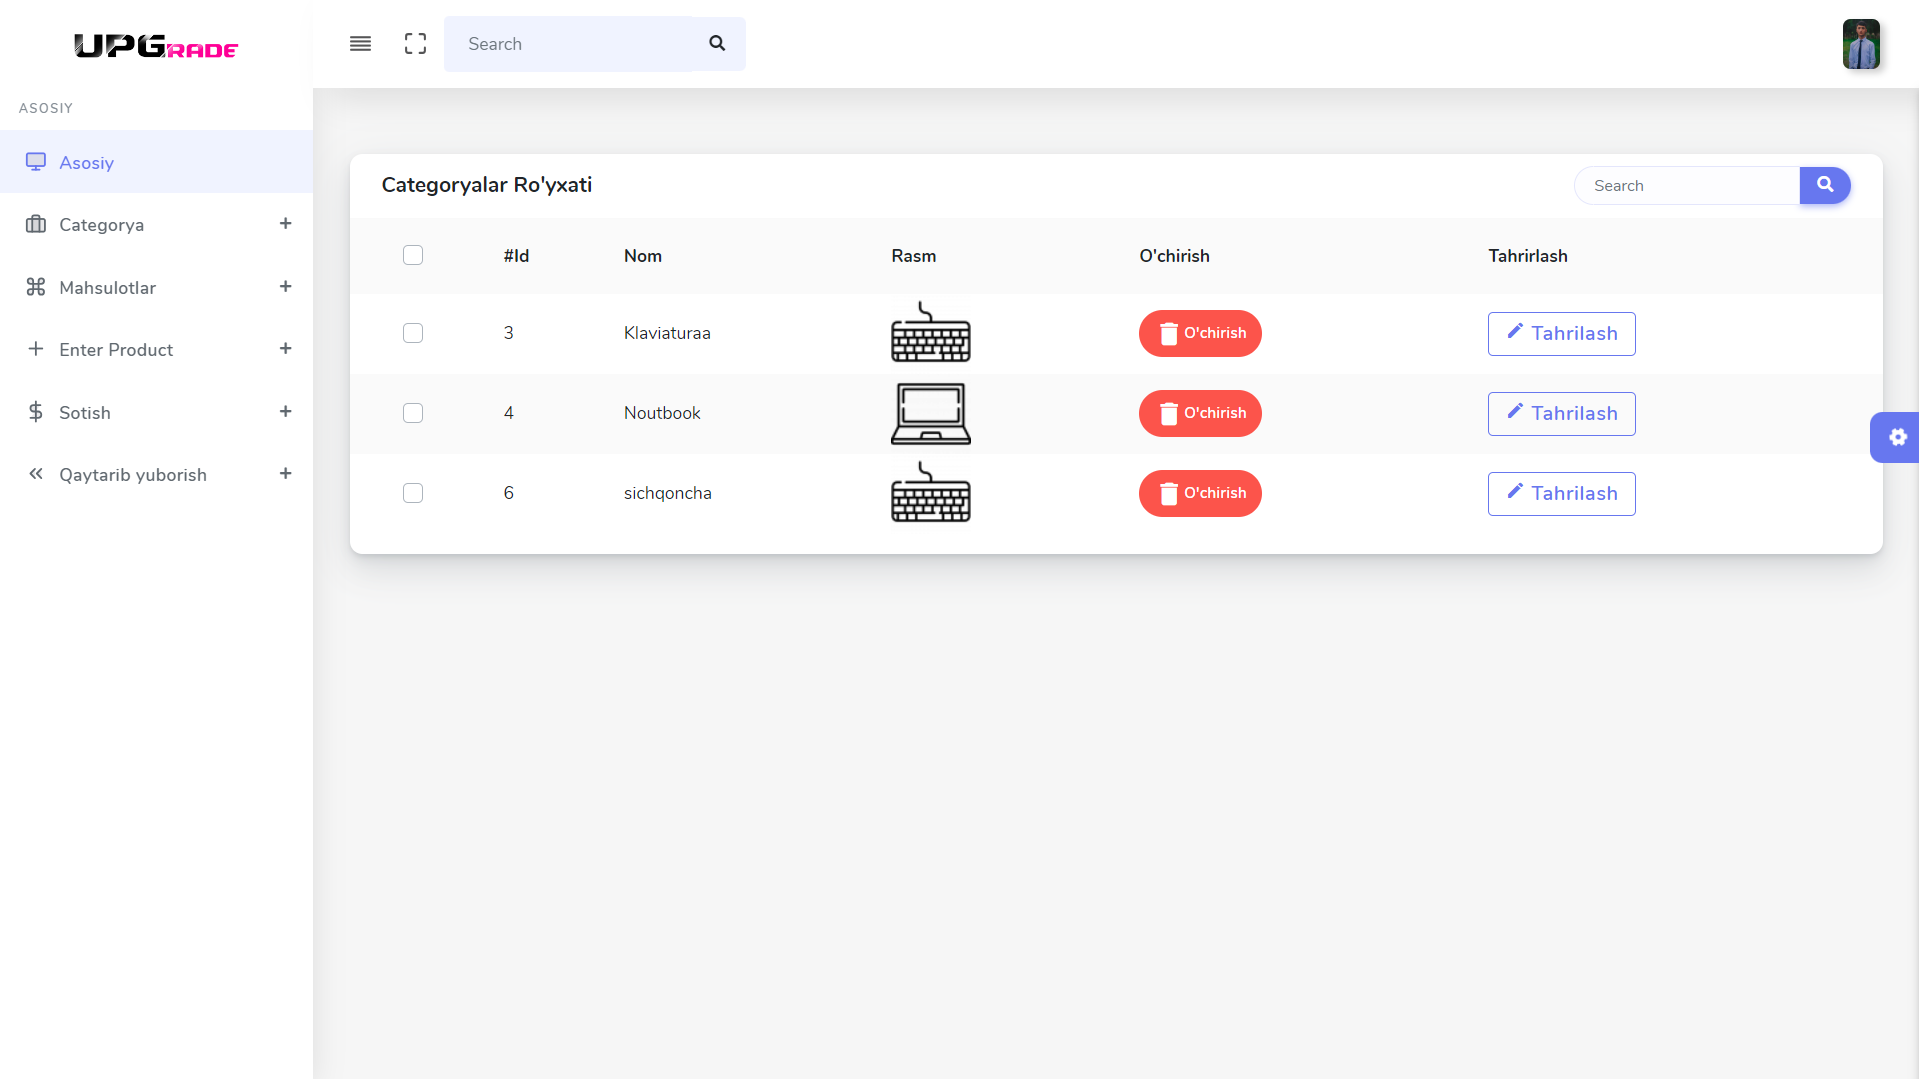 UPGRADE
Search
ASOSIY
Asosiy
Categorya +
Mahsulotlar +
Enter Product +
Sotish +
Qaytarib yuborish +
Categoryalar Ro'yxati
Search
#Id Nom Rasm O'chirish Tahrirlash
3 Klaviaturaa O'chirish Tahrilash
4 Noutbook O'chirish Tahrilash
6 sichqoncha O'chirish Tahrilash